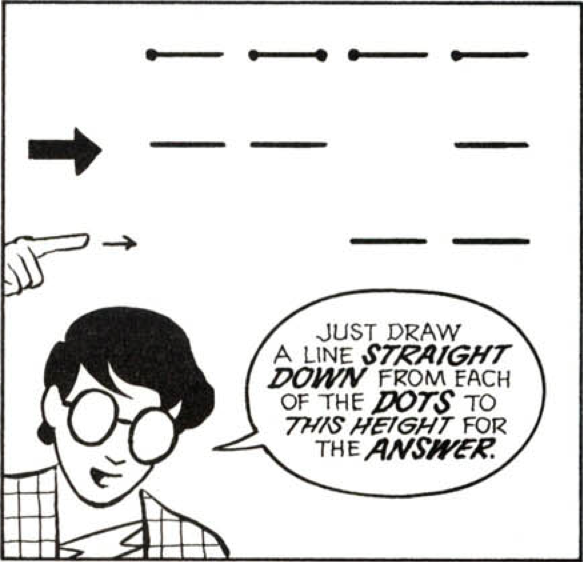 JUST DRAW
A LINE STRAIGHT
DOWN FROM EACH
OF THE DOTS TO
THIS HEIGHT FOR
THE ANSWER.